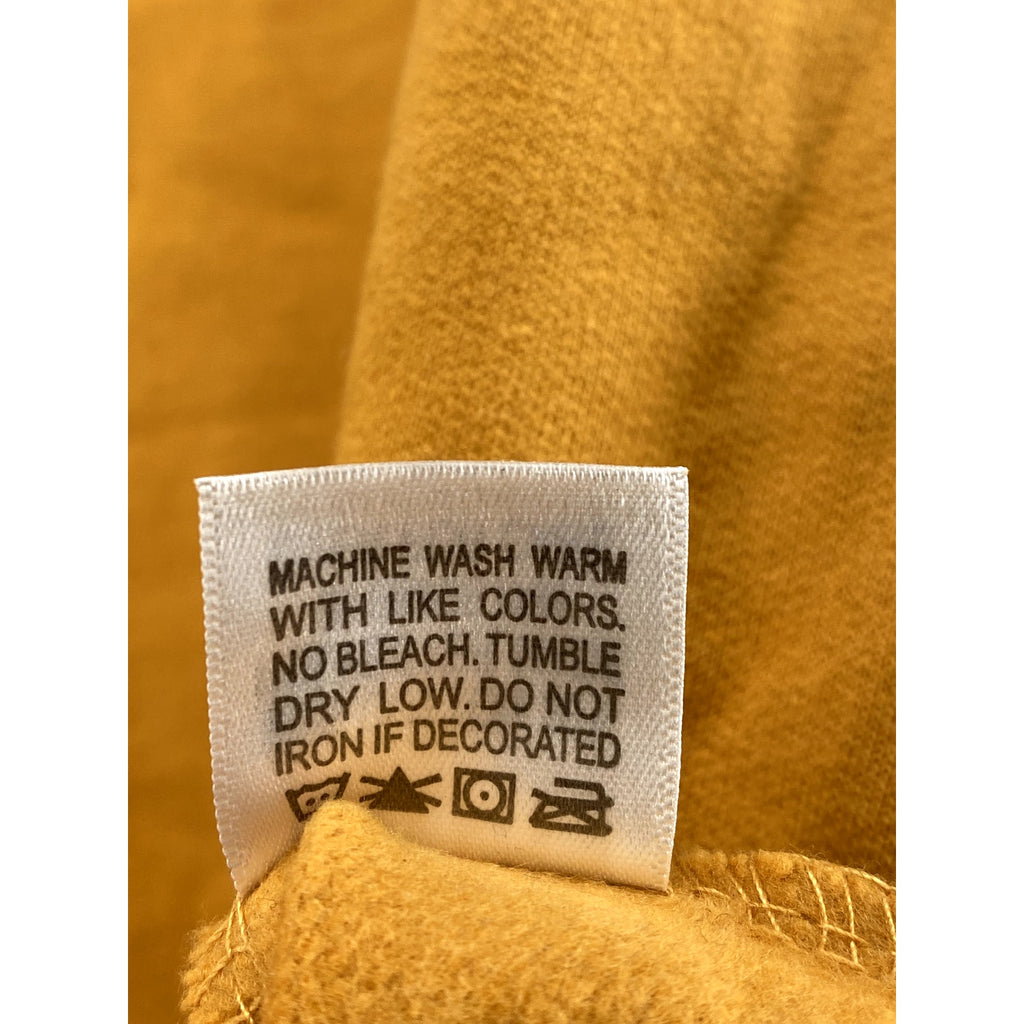 MACHINE WASH WARM
WITH LIKE COLORS.
NO BLEACH. TUMBLE
DRY LOW. DO NOT
IRON IF DECORATED